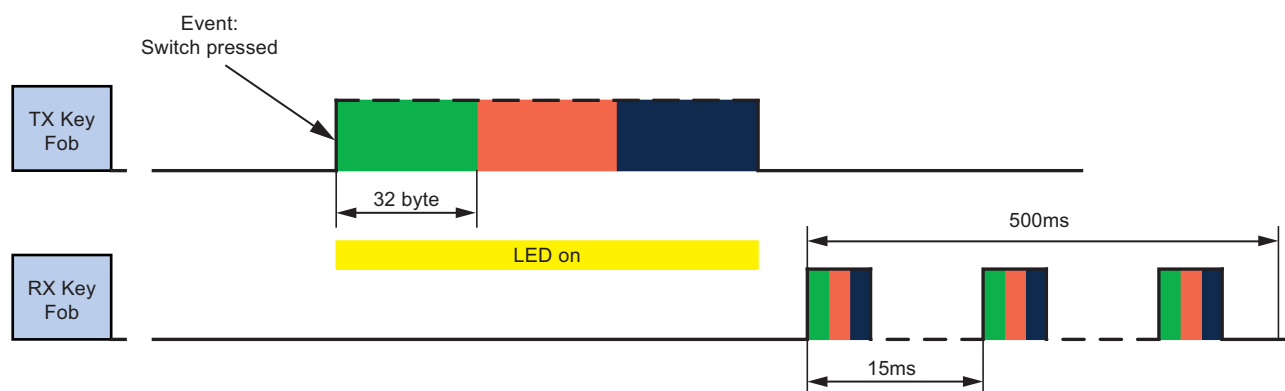 Event:
Switch pressed
TX Key
Fob
32 byte
500ms
LED on
RX Key
Fob
15ms